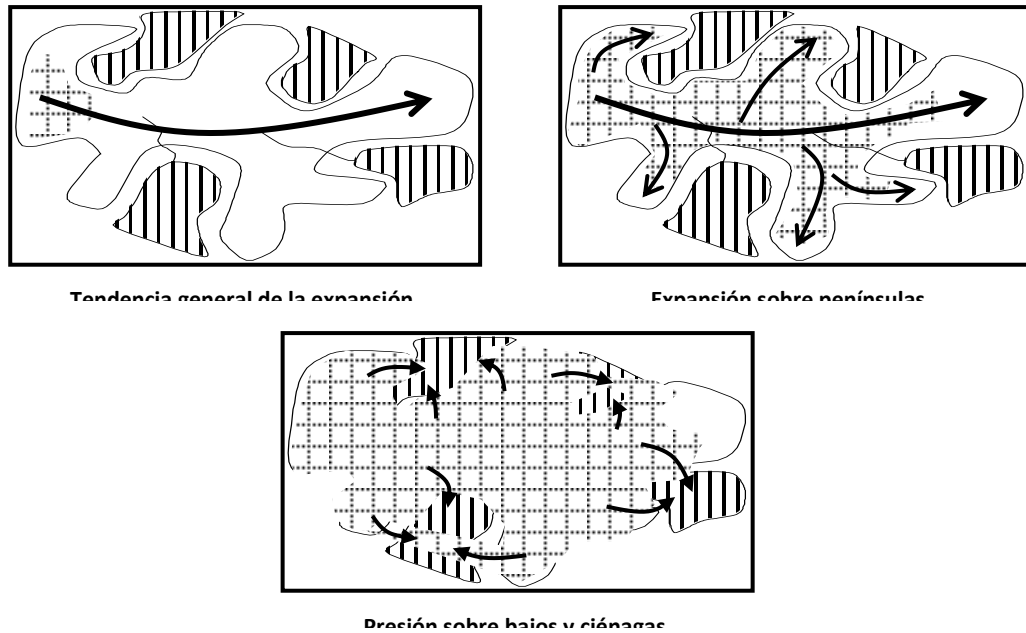 Tendencia general de la expansión
Expansión sobre penínsulas
Presión sobre bajos y ciénagas